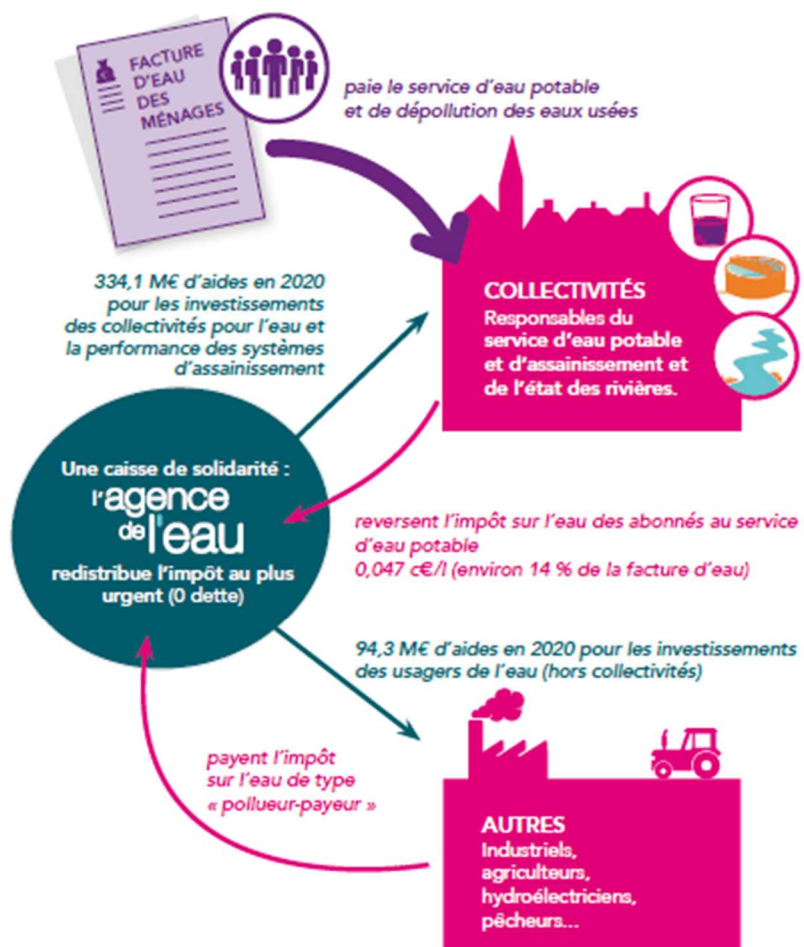 FACTURE
D'EAU
DES
MÉNAGES
paie le service d'eau potable
et de dépollution des eaux usées
334,1 M€ d'aides en 2020
pour les investissements
des collectivités pour l'eau et
la performance des systèmes
d'assainissement
COLLECTIVITÉS
Responsables du
service d'eau potable
et d'assainissement et
de l'état des rivières.
Une caisse de solidarité :
l'agence
de l'eau
redistribue l'impôt au plus
urgent (0 dette)
reversent l'impôt sur l'eau des abonnés au service
d'eau potable
0,047 c€/l (environ 14 % de la facture d'eau)
94,3 M€ d'aides en 2020 pour les investissements
des usagers de l'eau (hors collectivités)
payent l'impôt
sur l'eau de type
« pollueur-payeur »
AUTRES
Industriels,
agriculteurs,
hydroélectriciens,
pêcheurs...